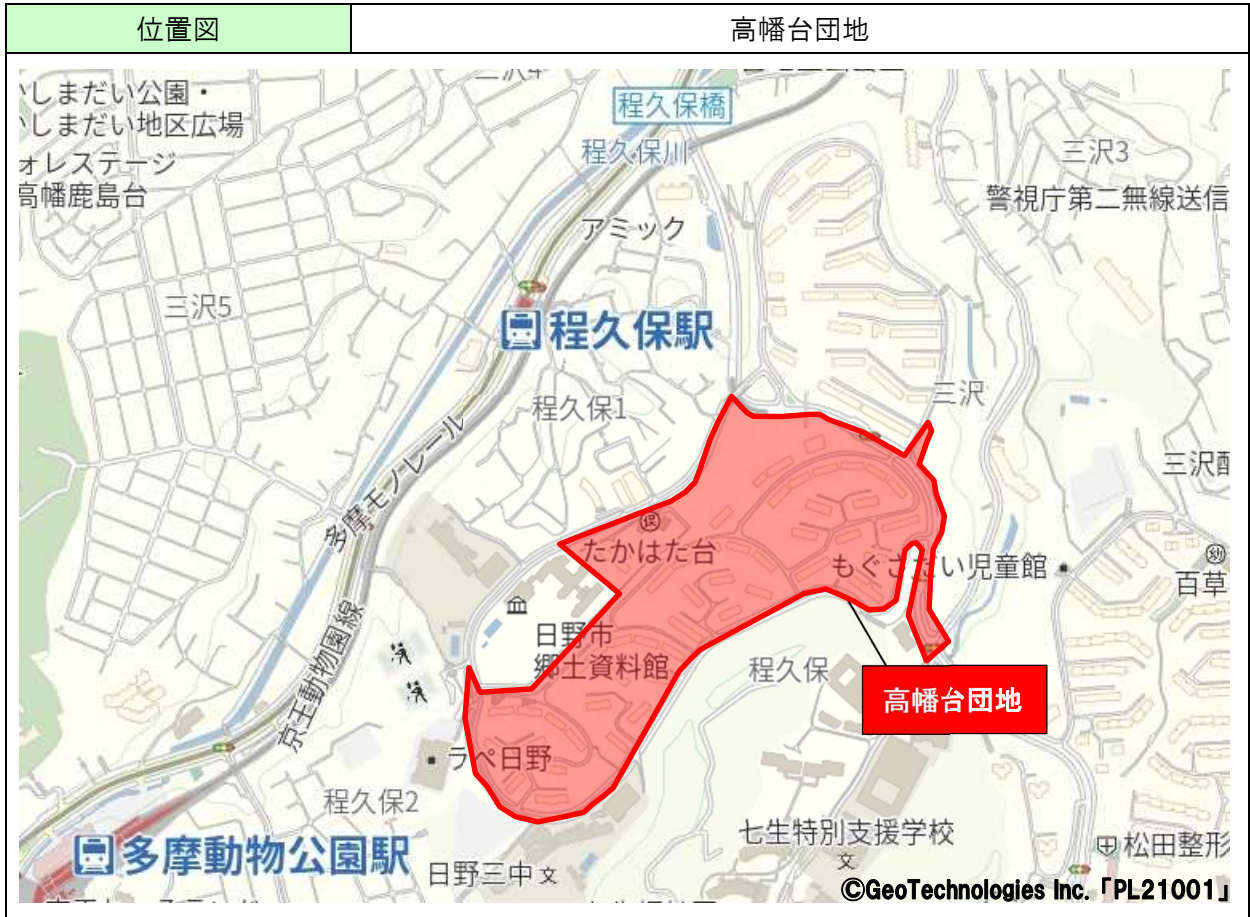 位置図
高幡台団地
程久保橋
程久保川
三沢3
警視庁第二無線送信
アミック
しまだい公園・
しまだい地区広場
ォレステージ
高幡鹿島台
三沢5
程久保駅
程久保1
三沢
多摩モノレール
たかはた台
もぐさだい児童館
百草
日野市
郷土資料館
程久保
高幡台団地
京王動物園線
ラペ日野
程久保2
多摩動物公園駅
日野三中
七生特別支援学校
松田整形
©GeoTechnologies Inc.「PL21001」